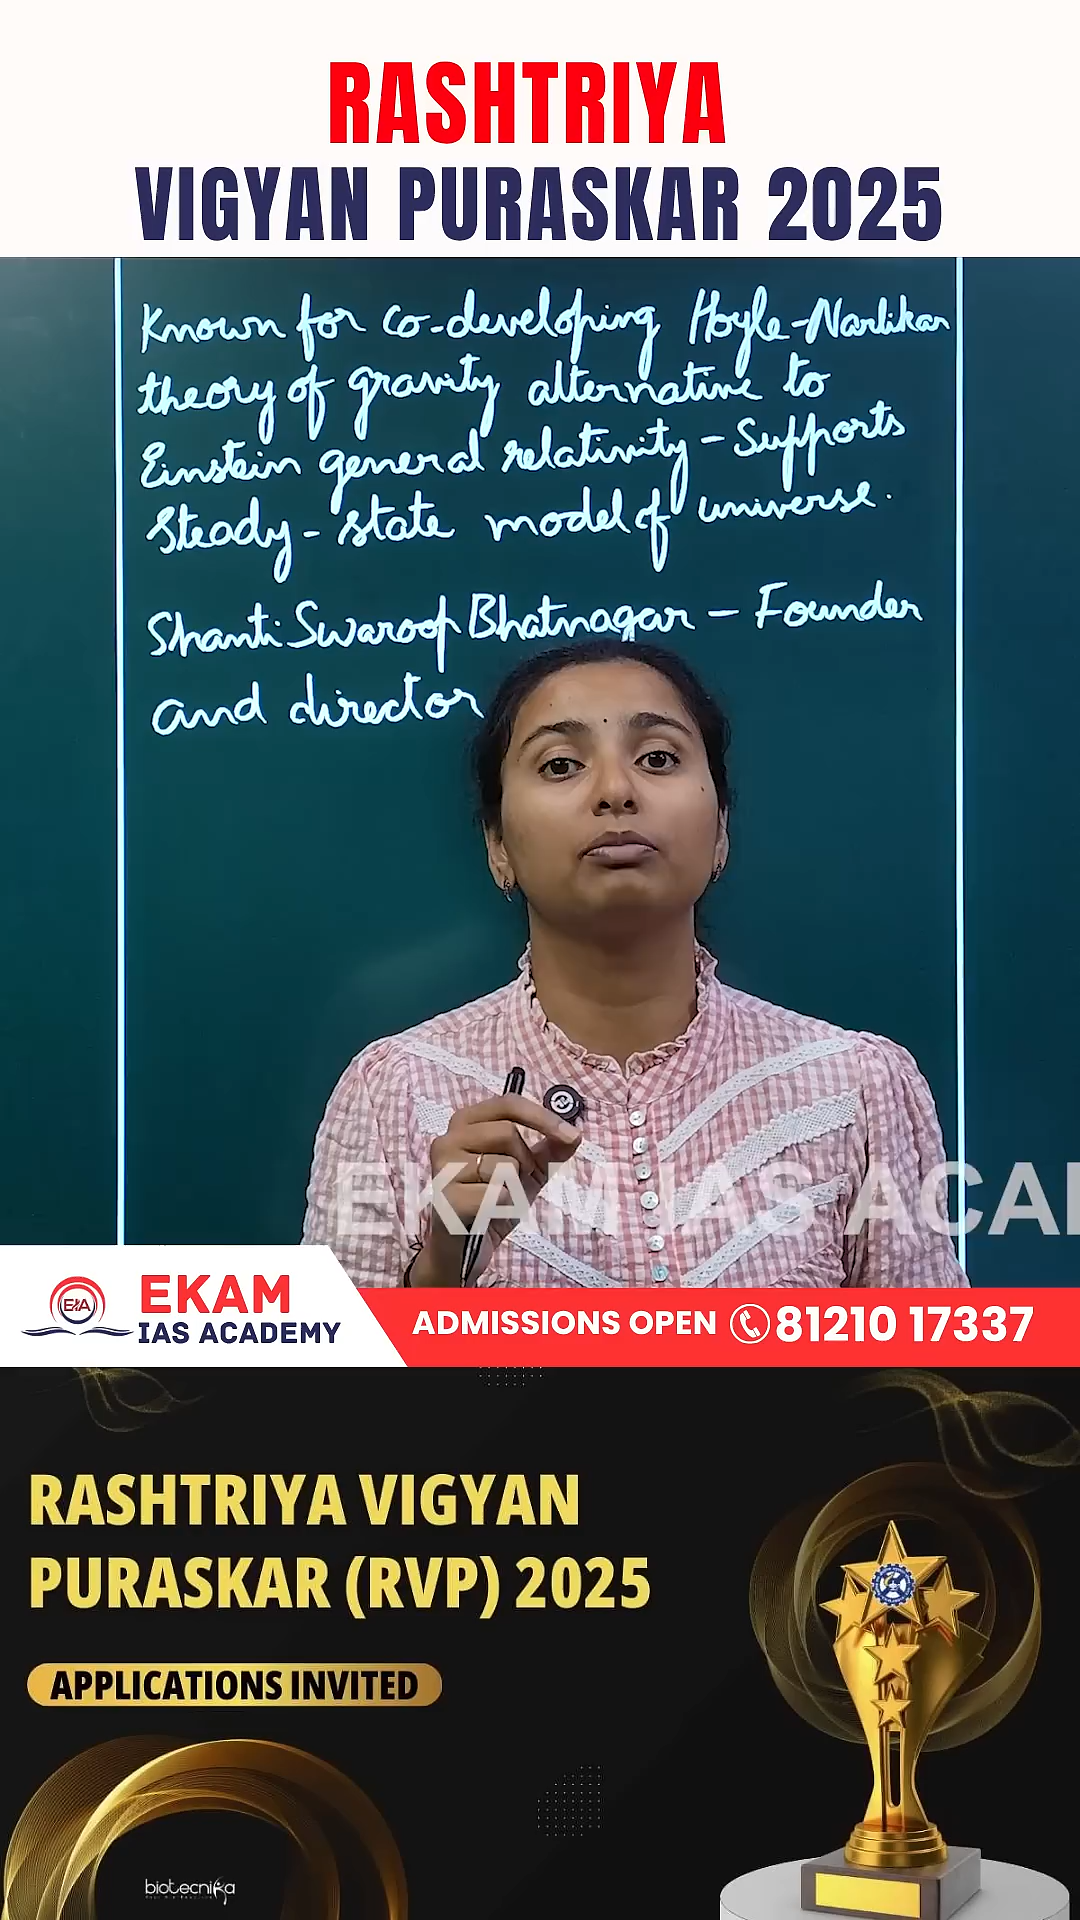 RASHTRIYA
VIGYAN PURASKAR 2025
Known for co-developing Hoyle-Narlikar
theory of gravity alternative to
Einstein general relativity - Supports
Steady-state model of universe.
Shanti Swaroop Bhatnagar - Founder
and director
EKAM IAS ACA
EIA
EKAM
IAS ACADEMY
ADMISSIONS OPEN 81210 17337
RASHTRIYA VIGYAN
PURASKAR (RVP) 2025
APPLICATIONS INVITED
biotecnika